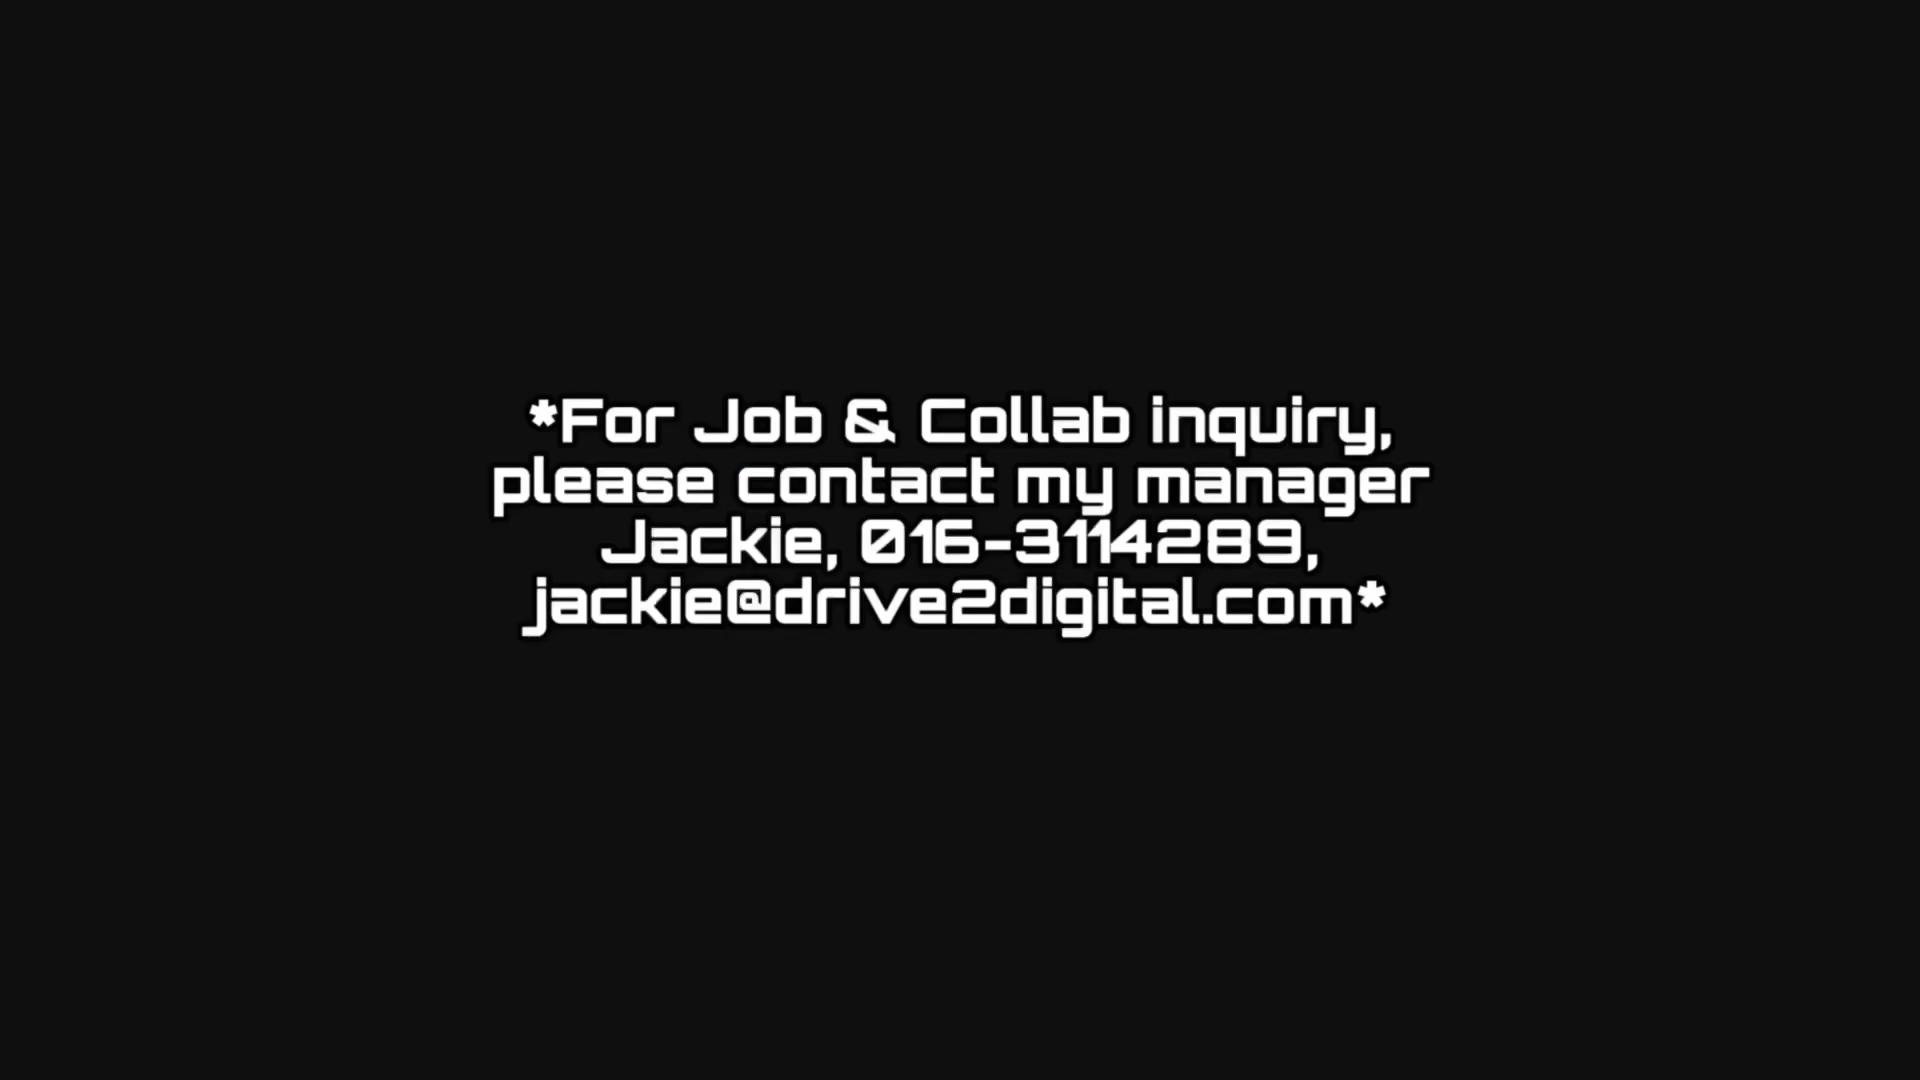 *For Job & Collab inquiry,
please contact my manager
Jackie, 016-3114289,
jackie@drive2digital.com*